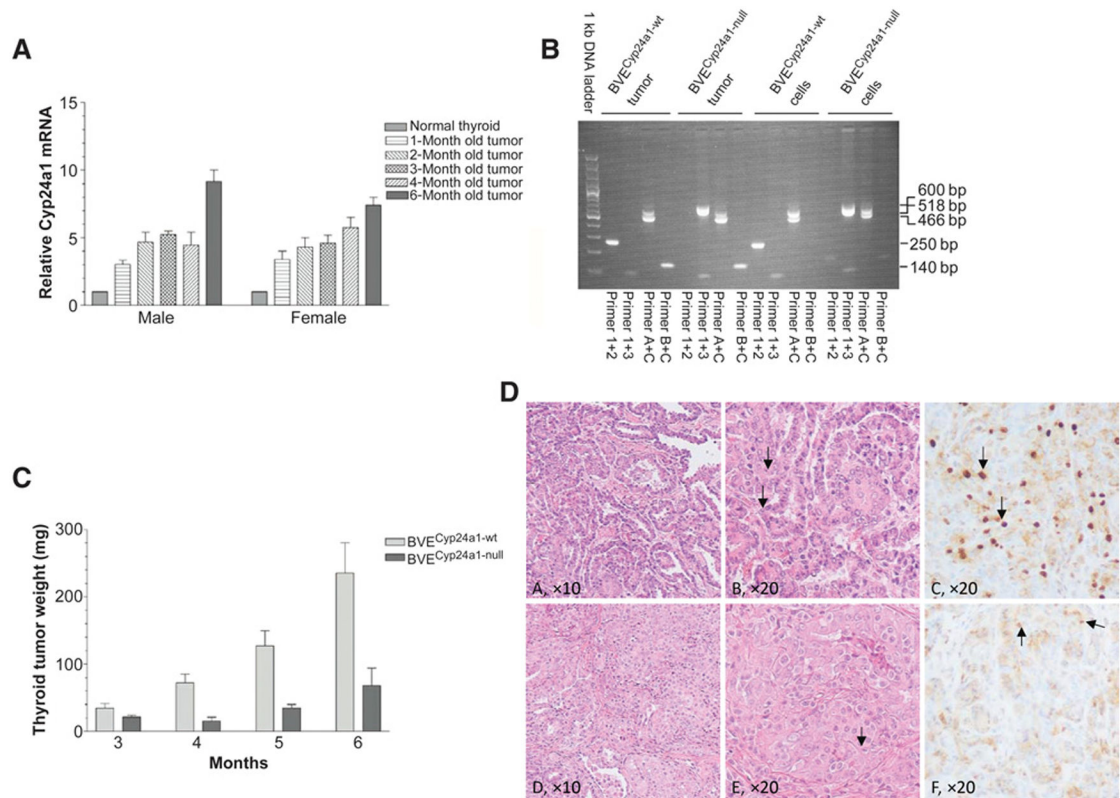 A
Relative Cyp24a1 mRNA
15
10
5
0
Male
Female
Normal thyroid
1-Month old tumor
2-Month old tumor
3-Month old tumor
4-Month old tumor
6-Month old tumor
B
1 kb DNA ladder
BVECyp24a1-wt
tumor
BVECyp24a1-null
tumor
BVECyp24a1-wt
cells
BVECyp24a1-null
cells
600 bp
518 bp
466 bp
250 bp
140 bp
Primer 1+2
Primer 1+3
Primer A+C
Primer B+C
Primer 1+2
Primer 1+3
Primer A+C
Primer B+C
Primer 1+2
Primer 1+3
Primer A+C
Primer B+C
Primer 1+2
Primer 1+3
Primer A+C
Primer B+C
C
Thyroid tumor weight (mg)
300
200
100
0
3
4
5
6
Months
BVECyp24a1-wt
BVECyp24a1-null
D
A, ×10
B, ×20
C, ×20
D, ×10
E, ×20
F, ×20